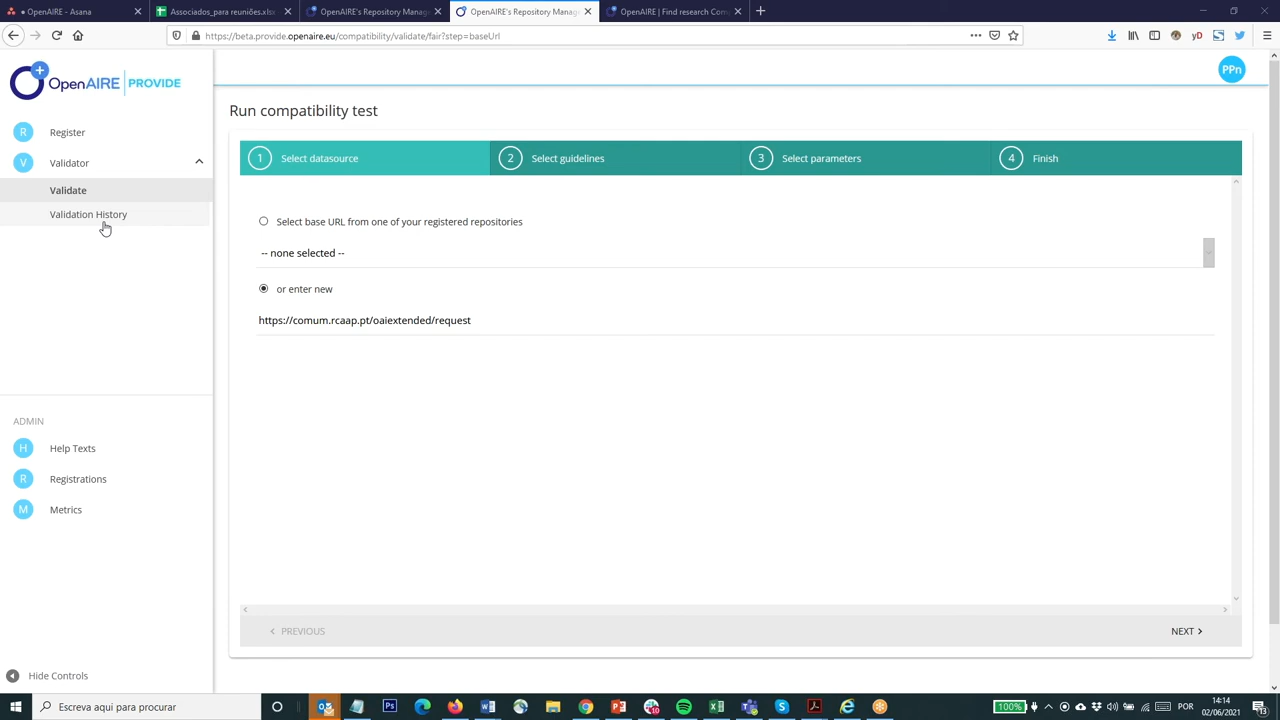 ● OpenAIRE - Asana
Associados_para reuniões.xlsx
OpenAIRE's Repository Manage
OpenAIRE's Repository Manage
OpenAIRE | Find research Com
https://beta.provide.openaire.eu/compatibility/validate/fair?step=baseUrl
OpenAIRE PROVIDE
PPn
R Register
V Validator
Validate
Validation History
ADMIN
H Help Texts
R Registrations
M Metrics
Hide Controls
Run compatibility test
1 Select datasource
2 Select guidelines
3 Select parameters
4 Finish
Select base URL from one of your registered repositories
-- none selected --
or enter new
https://comum.rcaap.pt/oaiextended/request
PREVIOUS
NEXT
Escreva aqui para procurar
100%
POR
14:14
02/06/2021